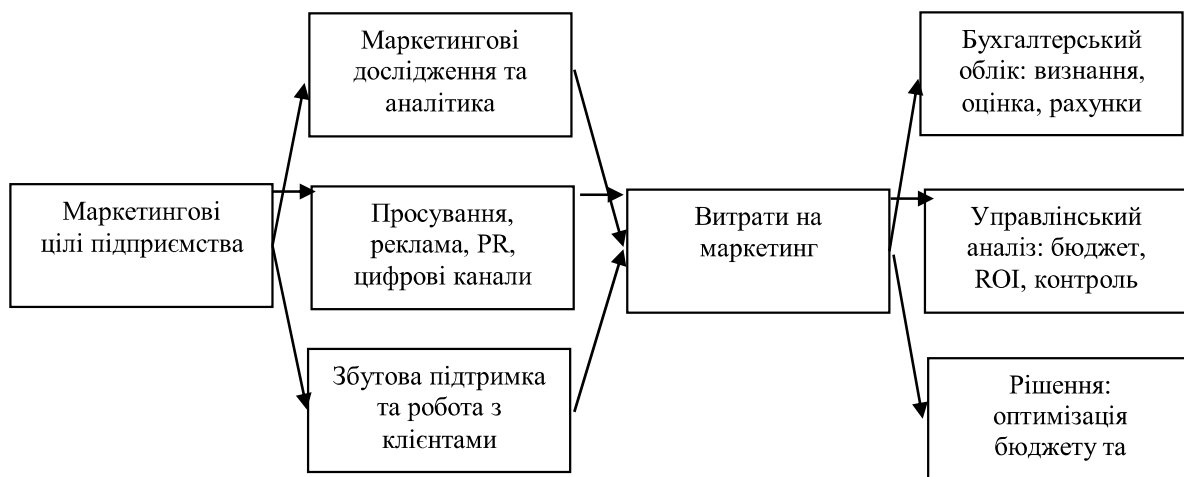 Маркетингові
цілі підприємства
Маркетингові
дослідження та
аналітика
Просування,
реклама, PR,
цифрові канали
Збутова підтримка
та робота з
клієнтами
Витрати на
маркетинг
Бухгалтерський
облік: визнання,
оцінка, рахунки
Управлінський
аналіз: бюджет,
ROI, контроль
Рішення:
оптимізація
бюджету та